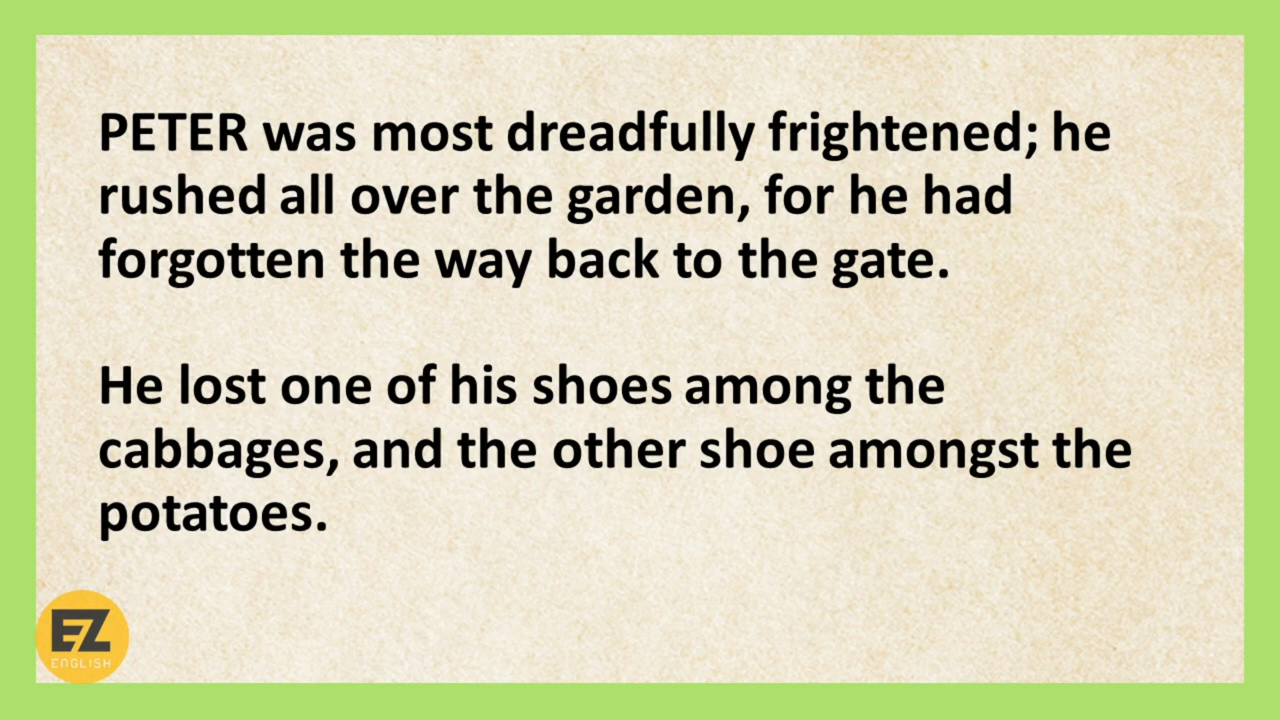 PETER was most dreadfully frightened; he
rushed all over the garden, for he had
forgotten the way back to the gate.
He lost one of his shoes among the
cabbages, and the other shoe amongst the
potatoes.
EZ
ENGLISH